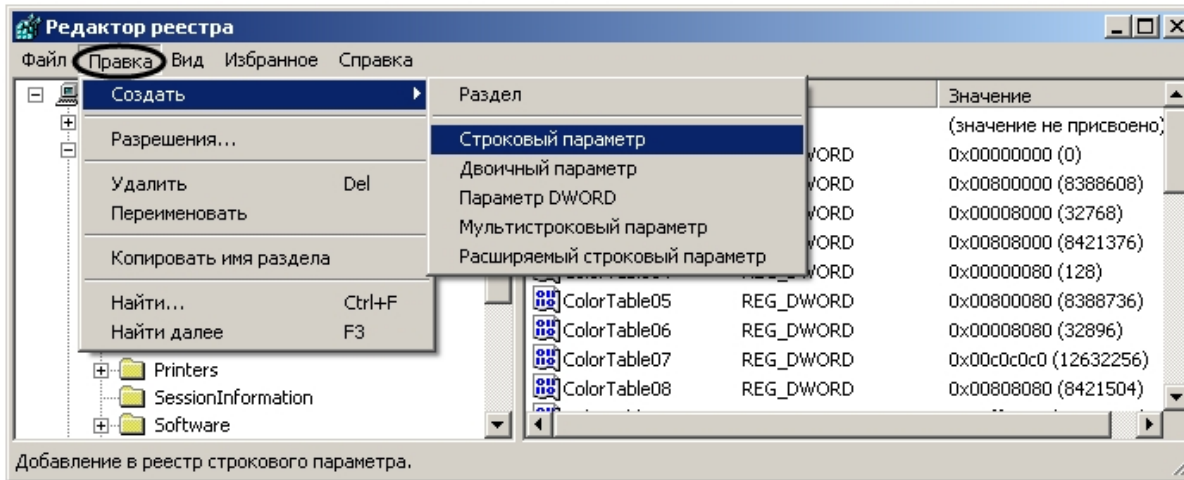 Редактор реестра
Файл Правка Вид Избранное Справка
Создать
Разрешения...
Удалить Del
Переименовать
Копировать имя раздела
Найти... Ctrl+F
Найти далее F3
Раздел
Строковый параметр
Двоичный параметр
Параметр DWORD
Мультистроковый параметр
Расширяемый строковый параметр
Значение
(значение не присвоено)
0x00000000 (0)
0x00800000 (8388608)
0x00008000 (32768)
0x00808000 (8421376)
0x00000080 (128)
ColorTable05 REG_DWORD 0x00800080 (8388736)
ColorTable06 REG_DWORD 0x00008080 (32896)
ColorTable07 REG_DWORD 0x00c0c0c0 (12632256)
ColorTable08 REG_DWORD 0x00808080 (8421504)
Printers
SessionInformation
Software
Добавление в реестр строкового параметра.